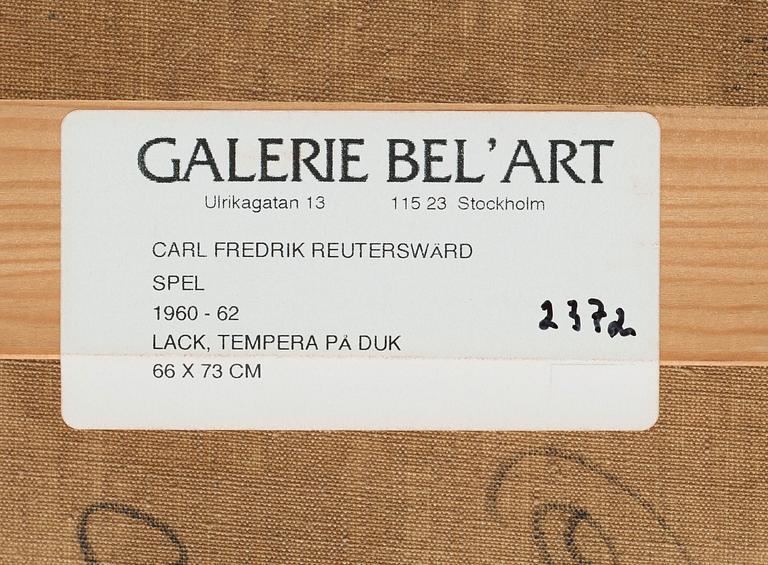 GALERIE BEL'ART
Ulrikagatan 13 115 23 Stockholm
CARL FREDRIK REUTERSWÄRD
SPEL
1960 - 62
2372
LACK, TEMPERA PÅ DUK
66 X 73 CM